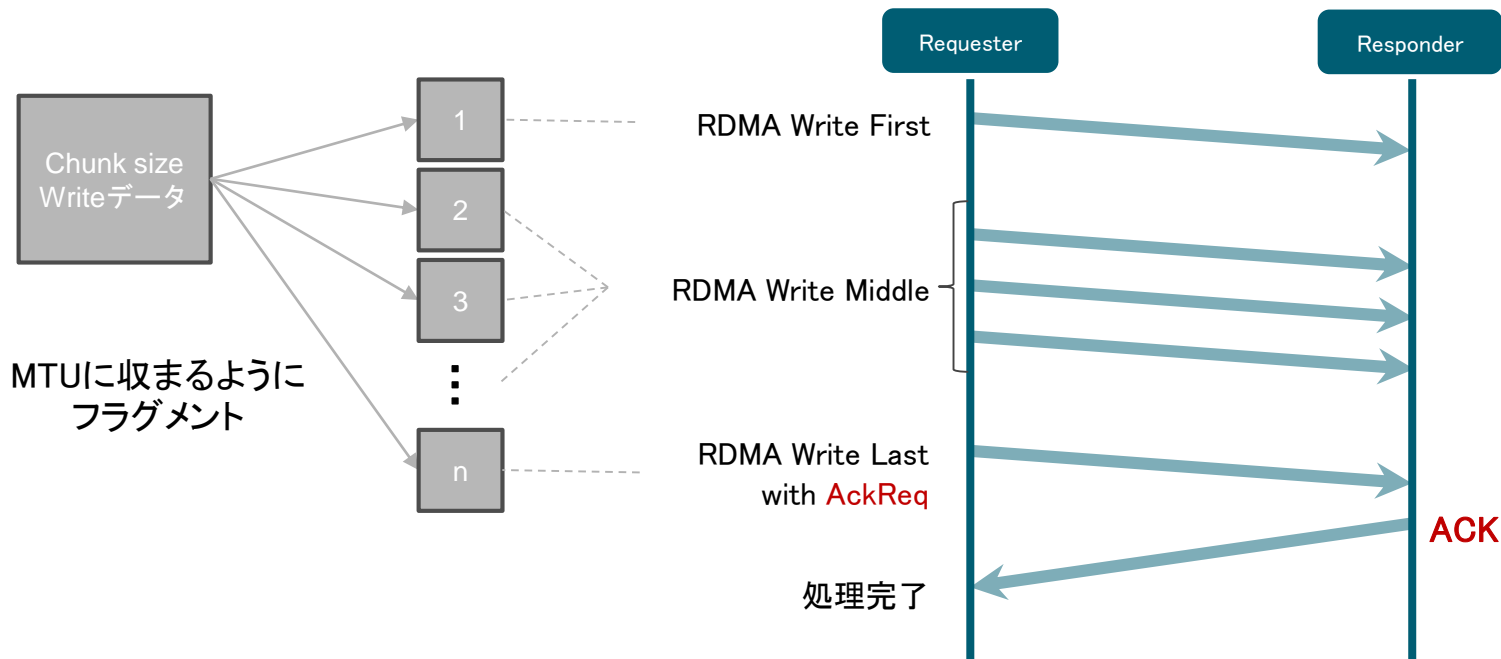 Requester
Responder
Chunk size
Writeデータ
1
2
3
n
MTUに収まるように
フラグメント
RDMA Write First
RDMA Write Middle
RDMA Write Last
with AckReq
ACK
処理完了